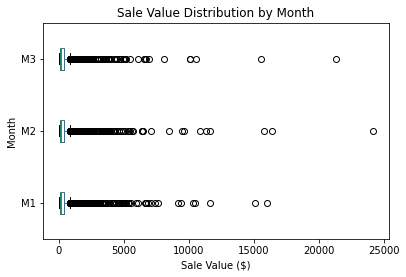 Sale Value Distribution by Month
M3
M2
M1
Month
0 5000 10000 15000 20000 25000
Sale Value ($)